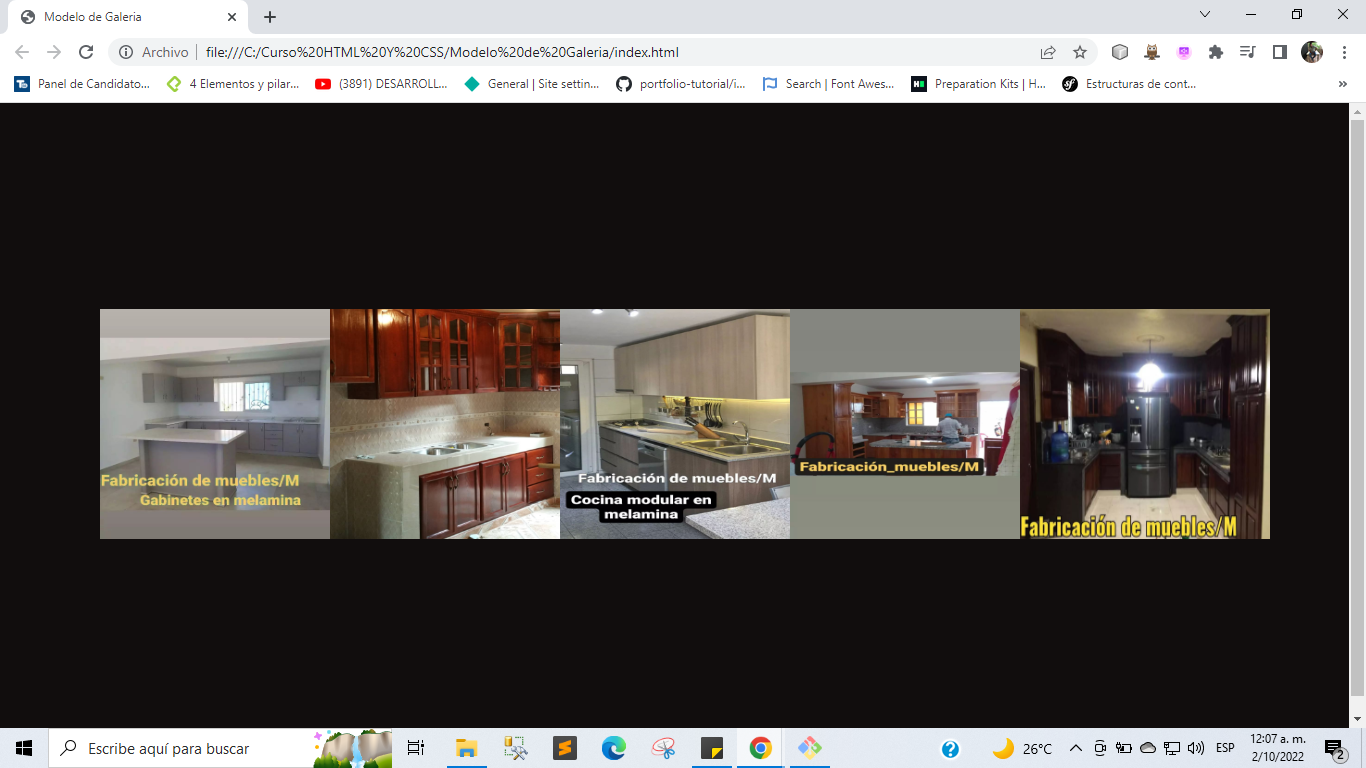 Modelo de Galeria
Archivo
file:///C:/Curso%20HTML%20Y%20CSS/Modelo%20de%20Galeria/index.html
Panel de Candidato...
4 Elementos y pilar...
(3891) DESARROLL...
General | Site settin...
portfolio-tutorial/i...
Search | Font Awes...
Preparation Kits | H...
Estructuras de cont...
»
Fabricación de muebles/M
Gabinetes en melamina
Fabricación de muebles/M
Cocina modular en
melamina
Fabricación_muebles/M
Fabricación de muebles/M
Escribe aquí para buscar
26°C
ESP
12:07 a. m.
2/10/2022
2